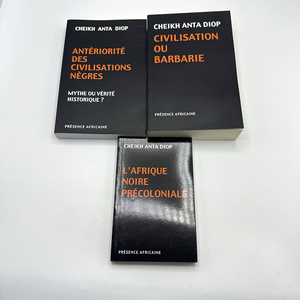 CHEIKH ANTA DIOP
ANTÉRIORITÉ
DES
CIVILISATIONS
NÈGRES
MYTHE OU VÉRITÉ
HISTORIQUE ?
PRÉSENCE AFRICAINE
CHEIKH ANTA DIOP
CIVILISATION
OU
BARBARIE
PRÉSENCE AFRICAINE
CHEIKH ANTA DIOP
L'AFRIQUE
NOIRE
PRÉCOLONIALE
PRÉSENCE AFRICAINE